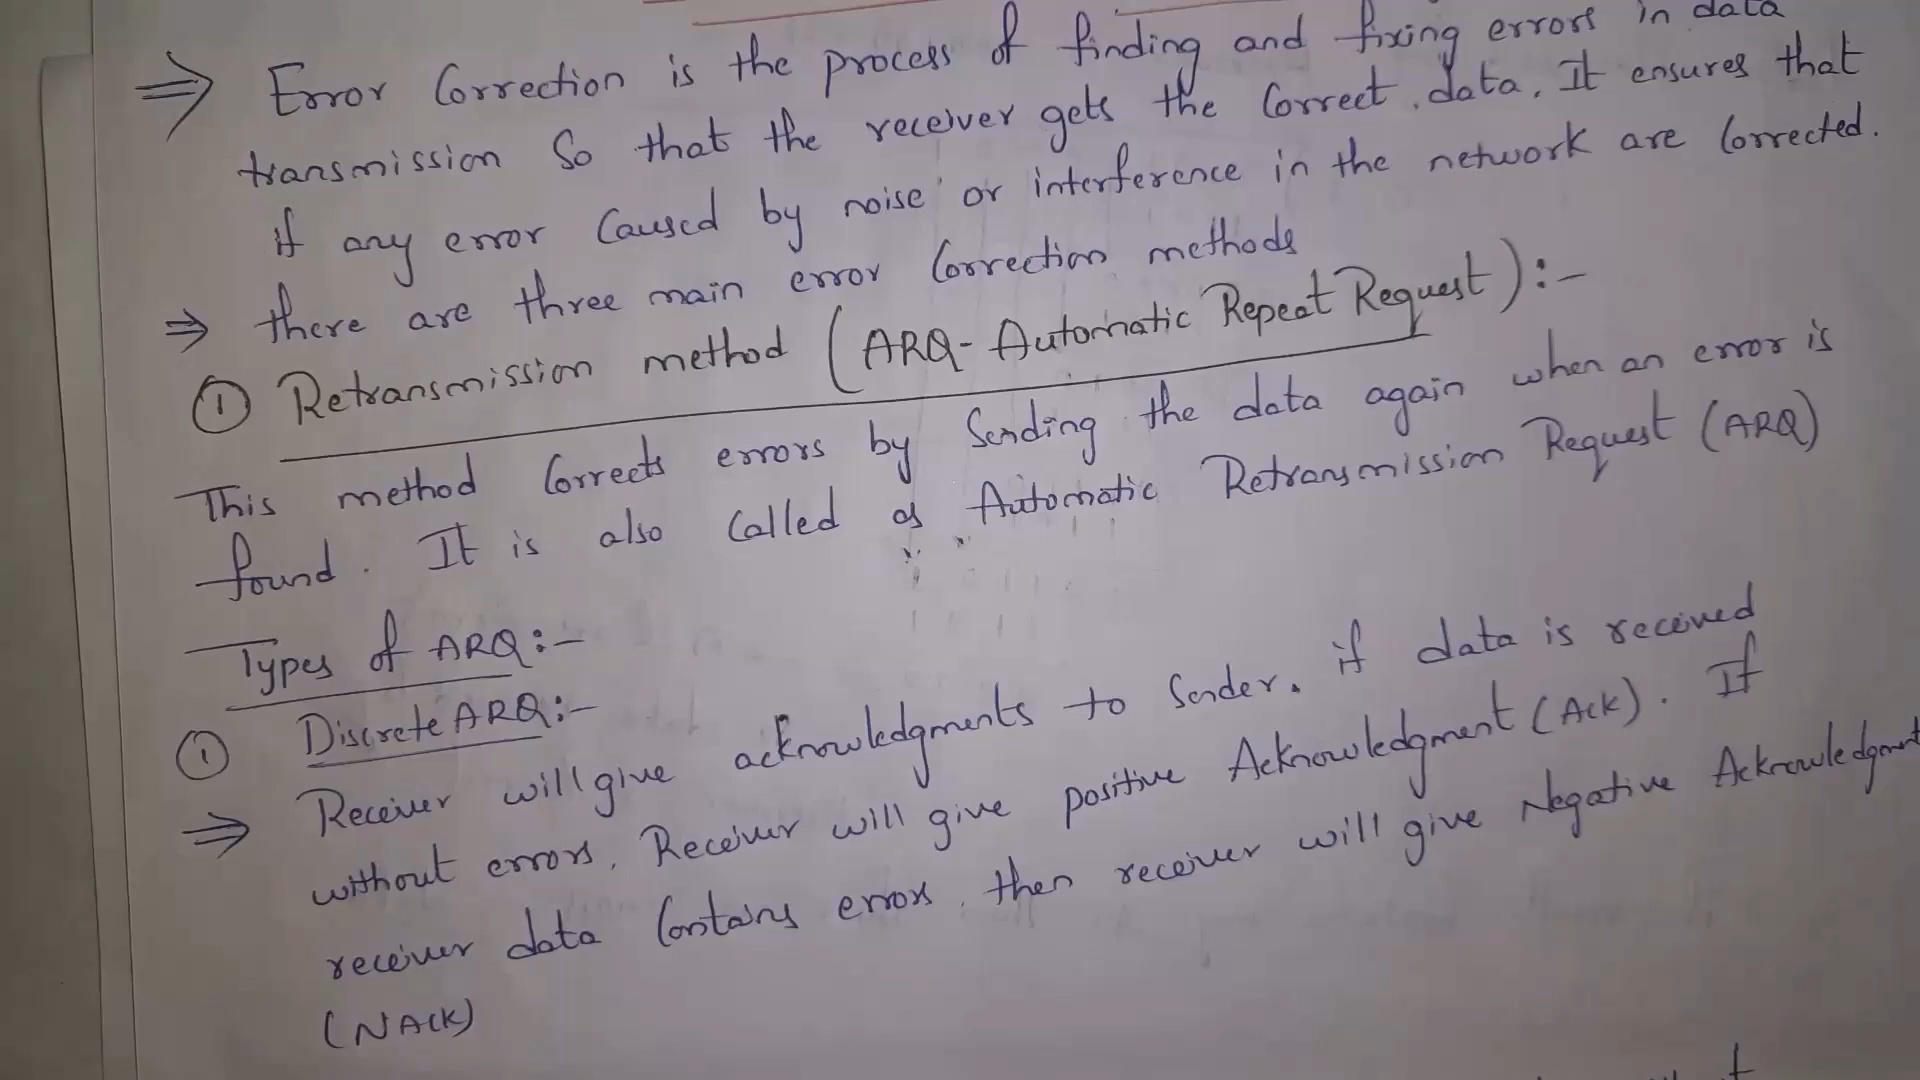 ⇒ Error Correction is the process of finding and fixing errors in data
transmission So that the receiver gets the Correct data. It ensures that
if any error Caused by noise or interference in the network are Corrected.
⇒ there are three main error Correction methods
① Retransmission method (ARQ - Automatic Repeat Request) :-
This method Corrects errors by Sending the data again when an error is
found. It is also Called as Automatic Retransmission Request (ARQ)
Types of ARQ :-
① Discrete ARQ :-
⇒ Receiver will give acknowledgments to Sender. if data is received
without errors, Receiver will give positive Acknowledgment (Ack). If
receiver data Contains errors, then receiver will give Negative Acknowledgment
(NACK)